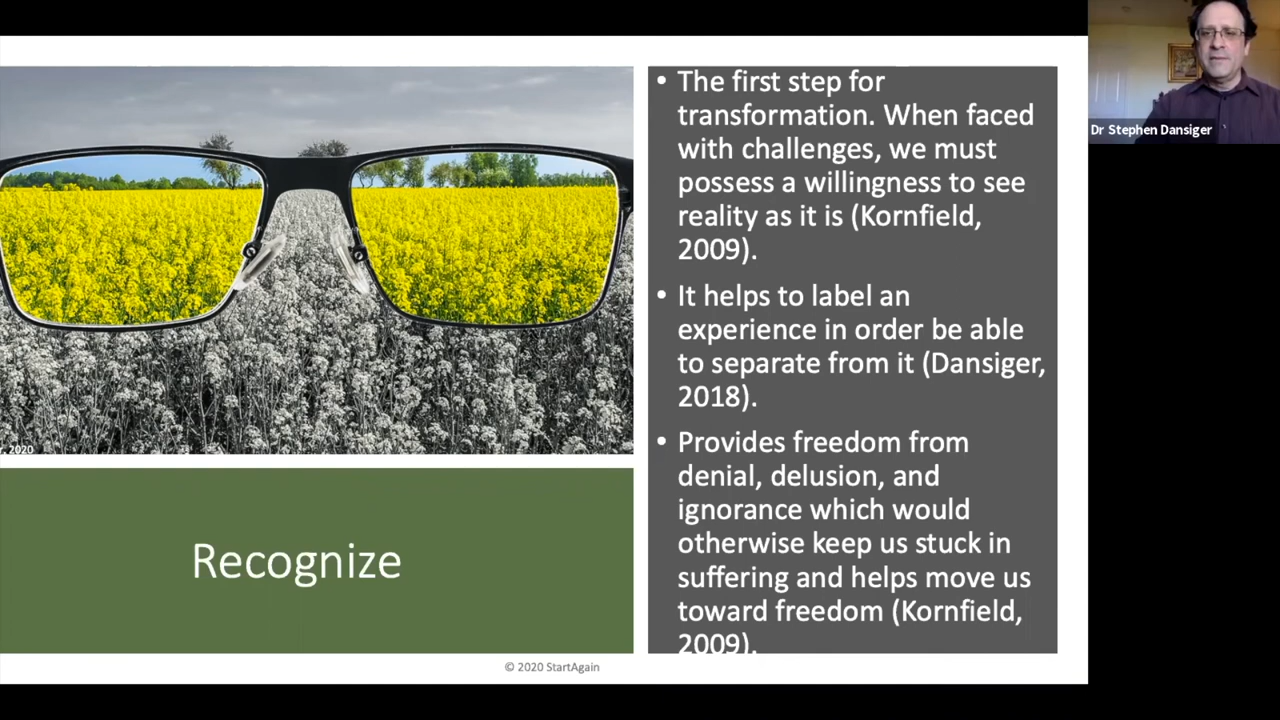 • The first step for
transformation. When faced
with challenges, we must
possess a willingness to see
reality as it is (Kornfield,
2009).
• It helps to label an
experience in order be able
to separate from it (Dansiger,
2018).
• Provides freedom from
denial, delusion, and
ignorance which would
otherwise keep us stuck in
suffering and helps move us
toward freedom (Kornfield,
2009).
r, 2020
Recognize
© 2020 StartAgain
Dr Stephen Dansiger